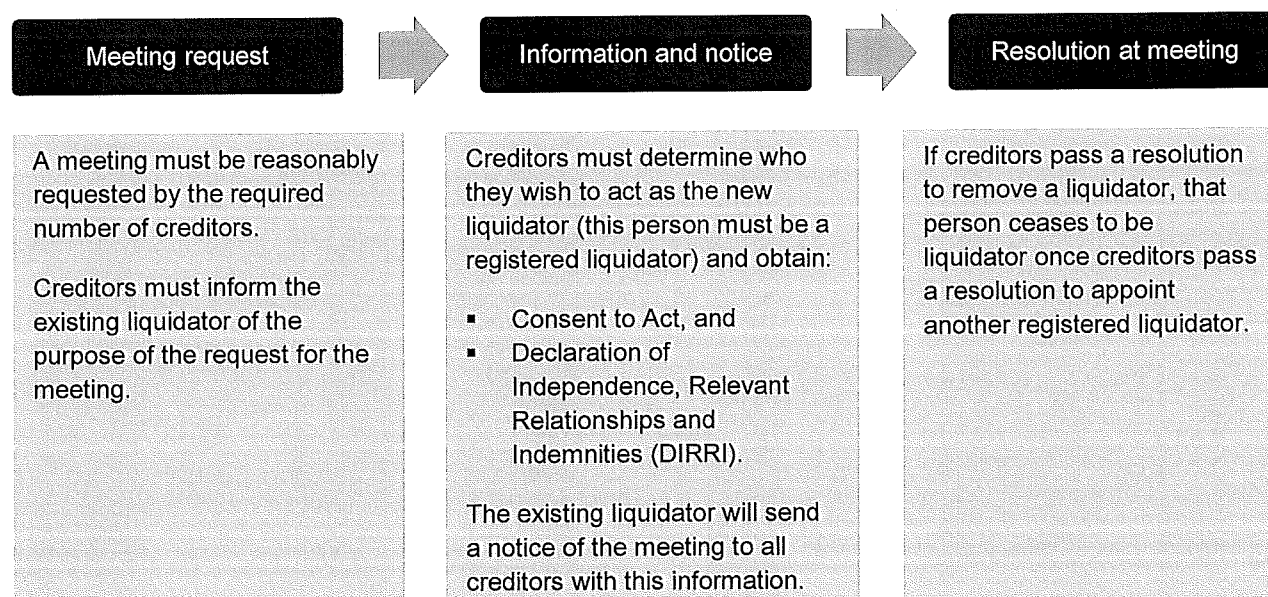 Meeting request
Information and notice
Resolution at meeting
A meeting must be reasonably
requested by the required
number of creditors.
Creditors must inform the
existing liquidator of the
purpose of the request for the
meeting.
Creditors must determine who
they wish to act as the new
liquidator (this person must be a
registered liquidator) and obtain:
▪ Consent to Act, and
▪ Declaration of
Independence, Relevant
Relationships and
Indemnities (DIRRI).
The existing liquidator will send
a notice of the meeting to all
creditors with this information.
If creditors pass a resolution
to remove a liquidator, that
person ceases to be
liquidator once creditors pass
a resolution to appoint
another registered liquidator.